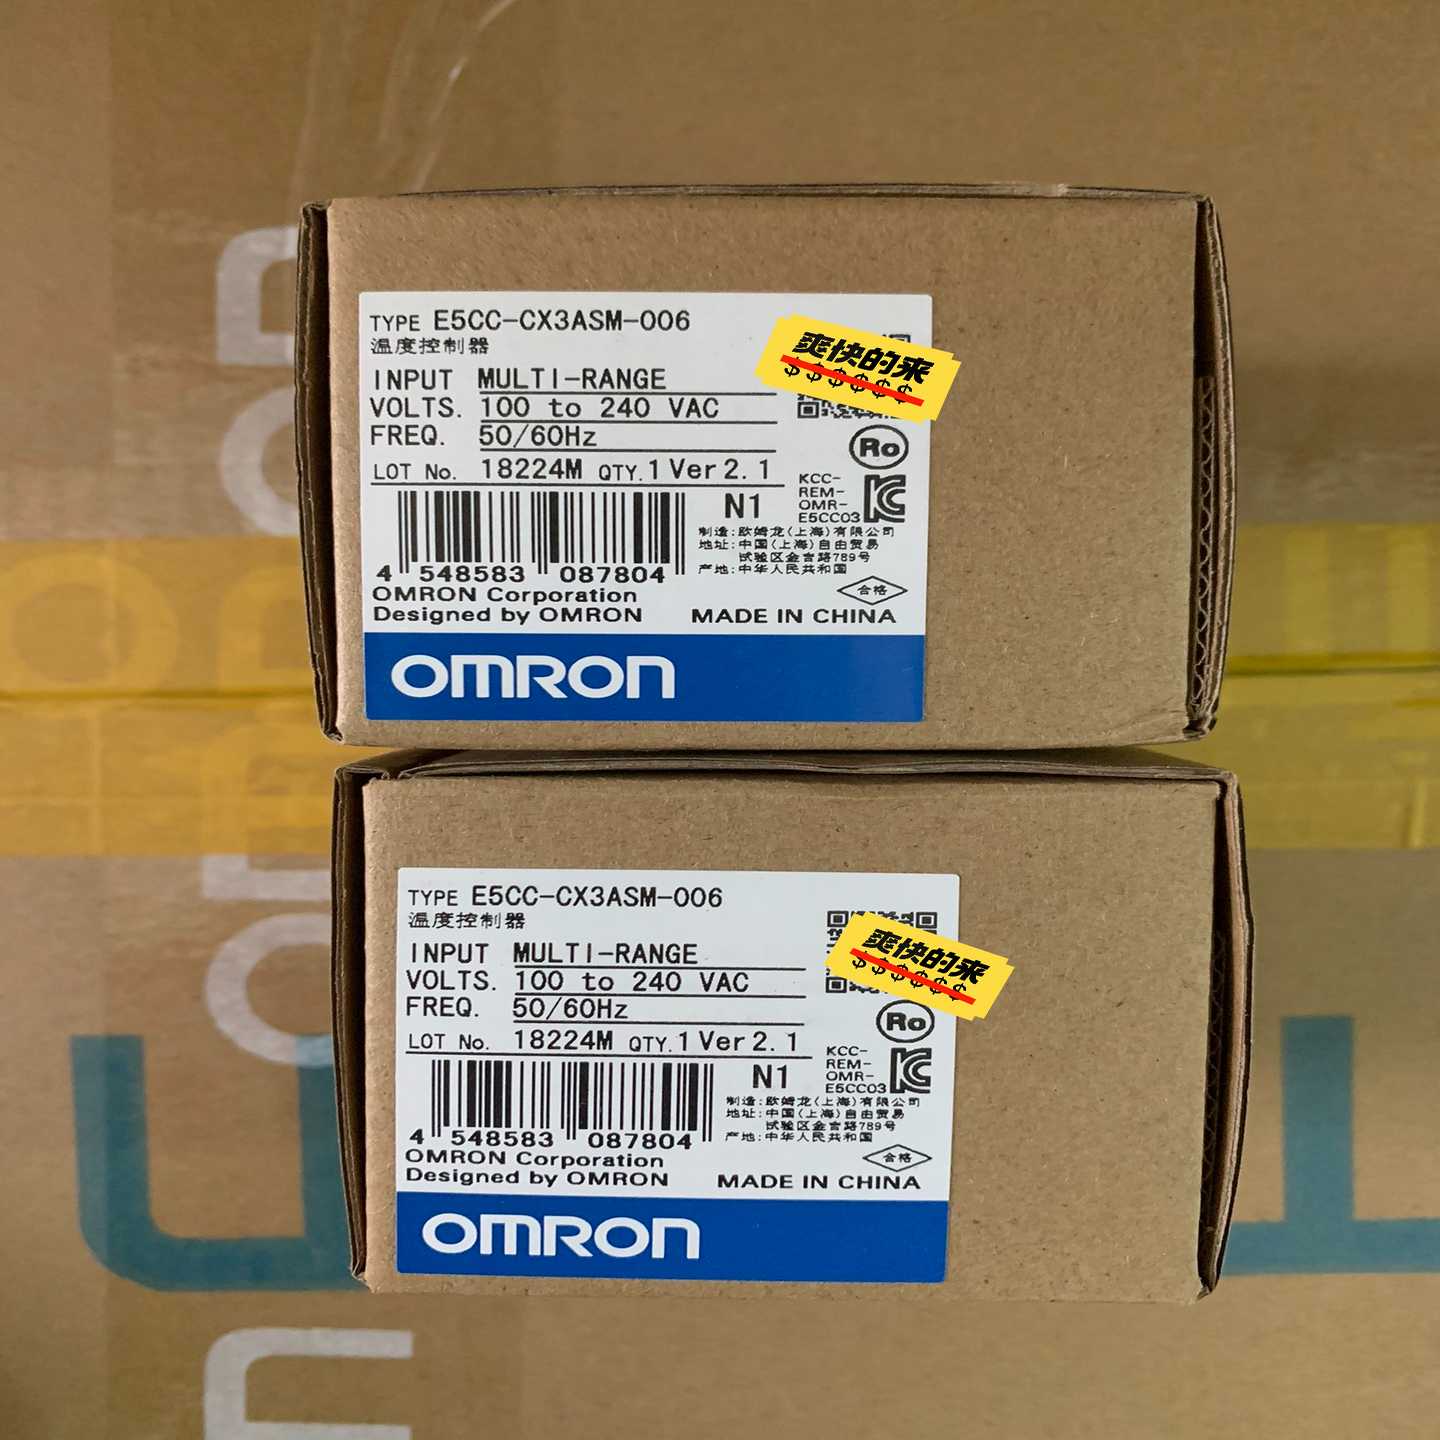 TYPE E5CC-CX3ASM-006
温度控制器
INPUT MULTI-RANGE
VOLTS. 100 to 240 VAC
FREQ. 50/60Hz
LOT No. 18224M QTY.1 Ver 2.1
爽快的来
$$$$$$
Ro
N1
KCC-
REM-
OMR-
E5CC03
制造:欧姆龙(上海)有限公司
地址:中国(上海)自由贸易
试验区金吉路789号
产地:中华人民共和国
4 548583 087804
OMRON Corporation
Designed by OMRON
合格
MADE IN CHINA
OMRON
TYPE E5CC-CX3ASM-006
温度控制器
INPUT MULTI-RANGE
VOLTS. 100 to 240 VAC
FREQ. 50/60Hz
LOT No. 18224M QTY.1 Ver 2.1
爽快的来
$$$$$$
Ro
N1
KCC-
REM-
OMR-
E5CC03
制造:欧姆龙(上海)有限公司
地址:中国(上海)自由贸易
试验区金吉路789号
产地:中华人民共和国
4 548583 087804
OMRON Corporation
Designed by OMRON
合格
MADE IN CHINA
OMRON